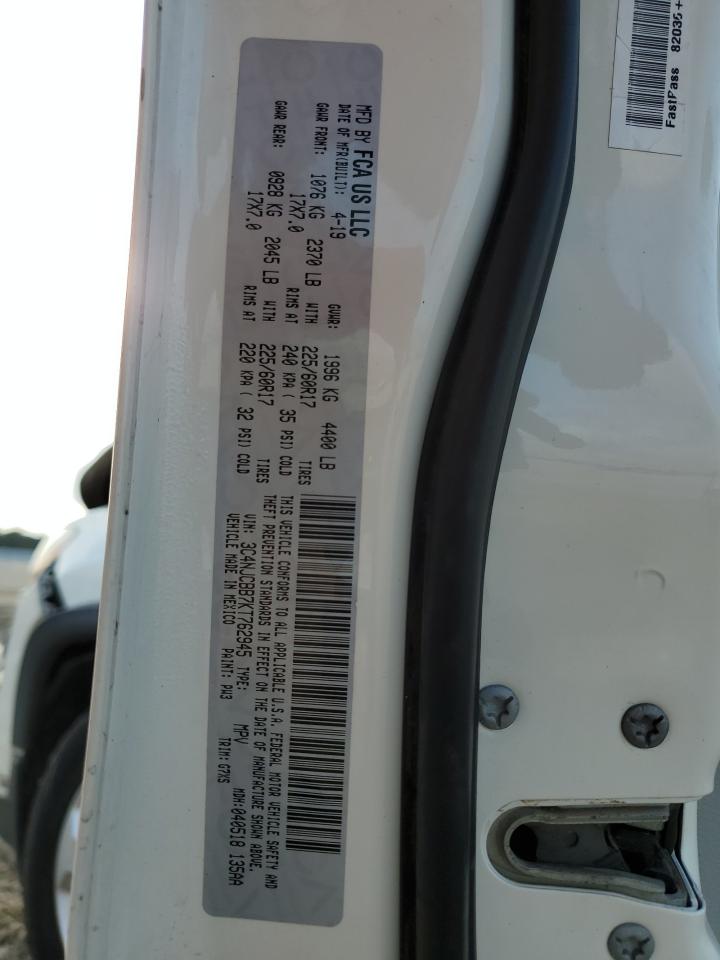 MFD BY FCA US LLC
DATE OF MFR(BUILT): 4-19 GVWR: 1996 KG 4400 LB
GAWR FRONT: 1076 KG 2370 LB WITH 225/60R17 TIRES
17X7.0 RIMS AT 240 KPA ( 35 PSI) COLD
GAWR REAR: 0928 KG 2045 LB WITH 225/60R17 TIRES
17X7.0 RIMS AT 220 KPA ( 32 PSI) COLD
THIS VEHICLE CONFORMS TO ALL APPLICABLE U.S.A. FEDERAL MOTOR VEHICLE SAFETY AND
THEFT PREVENTION STANDARDS IN EFFECT ON THE DATE OF MANUFACTURE SHOWN ABOVE.
VIN: 3C4NJCBB7KT762945 TYPE: MPV MDH:040518 135AA
VEHICLE MADE IN MEXICO PAINT: PW3 TRIM: G7XS
FastPass 82036+